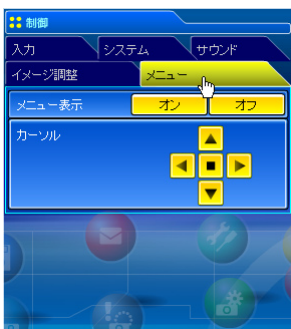 制御
入力 システム サウンド
イメージ調整 メニュー
メニュー表示 オン オフ
カーソル